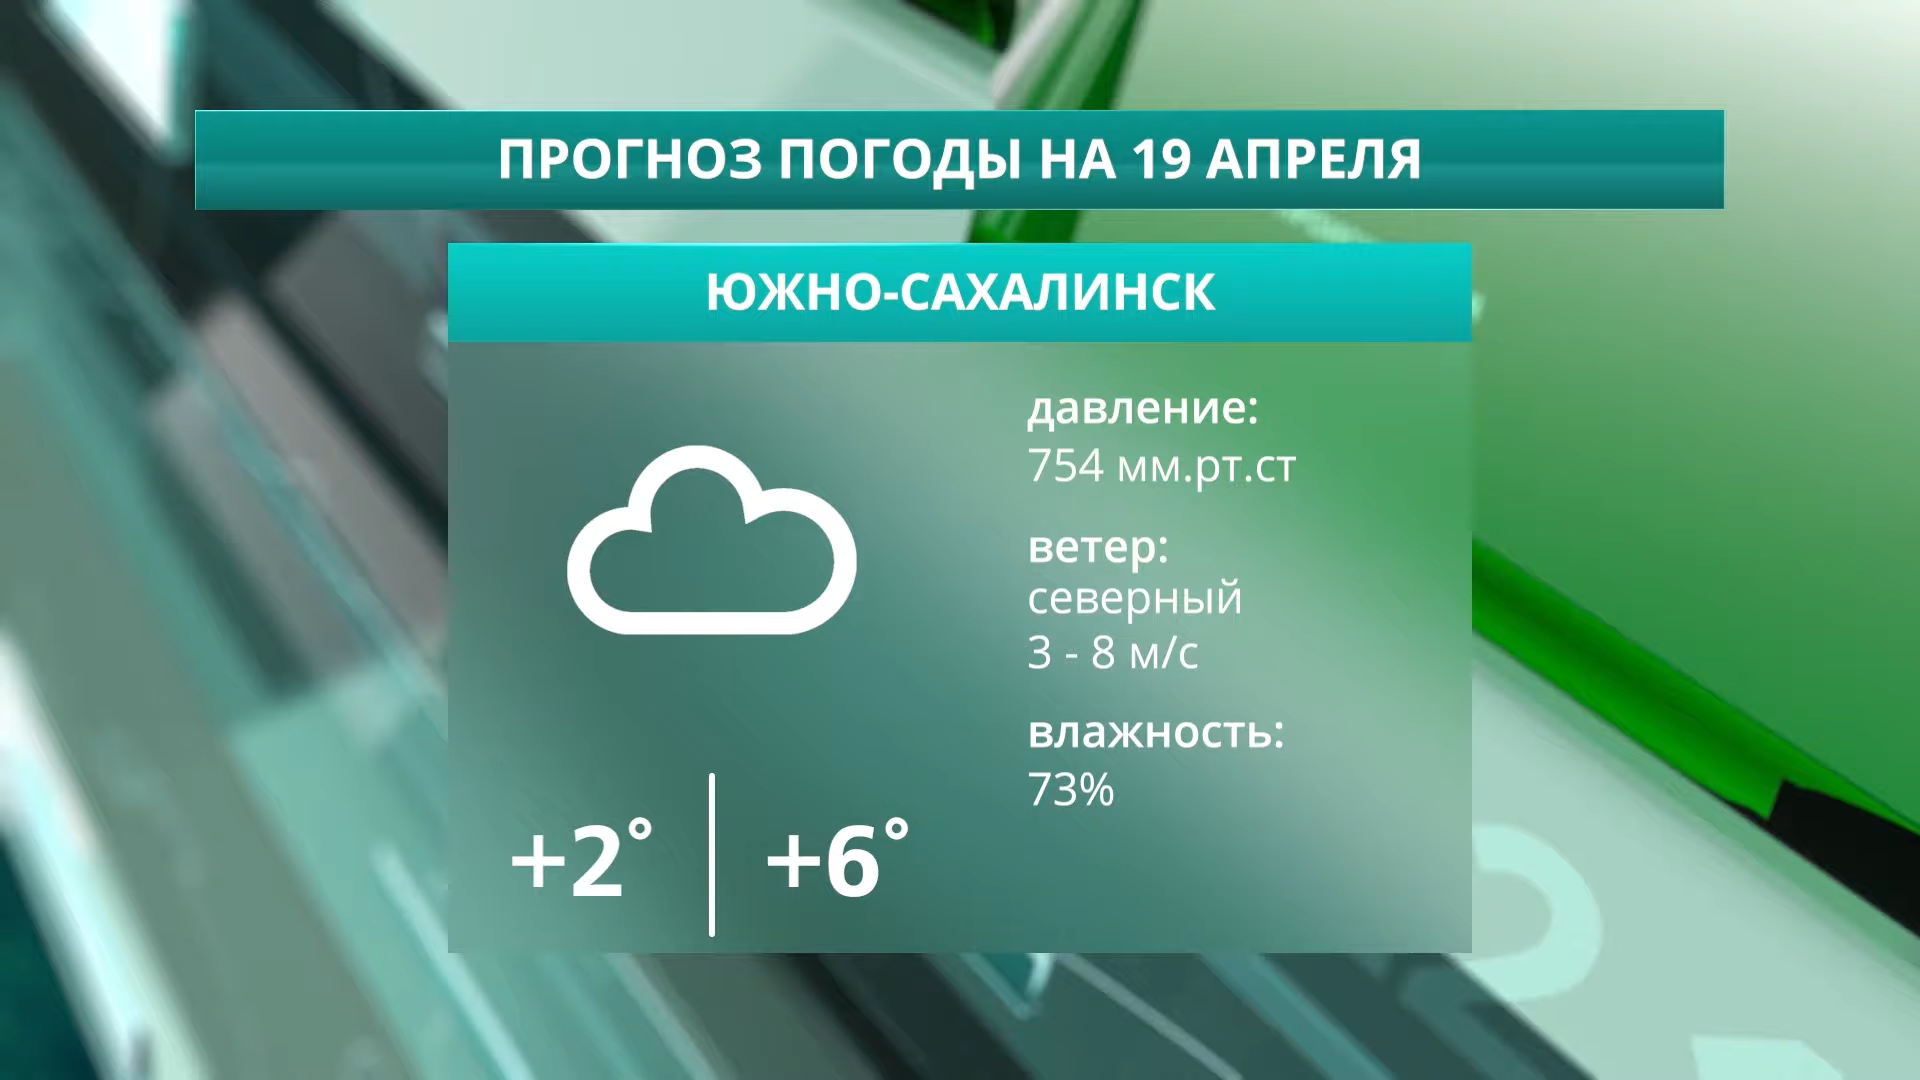 ПРОГНОЗ ПОГОДЫ НА 19 АПРЕЛЯ
ЮЖНО-САХАЛИНСК
давление:
754 мм.рт.ст
ветер:
северный
3 - 8 м/с
влажность:
73%
+2° +6°